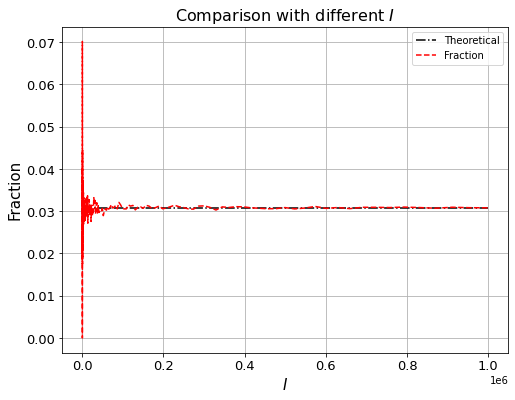 Comparison with different I
Theoretical
Fraction
0.07
0.06
0.05
0.04
0.03
0.02
0.01
0.00
Fraction
0.0 0.2 0.4 0.6 0.8 1.0
1e6
I